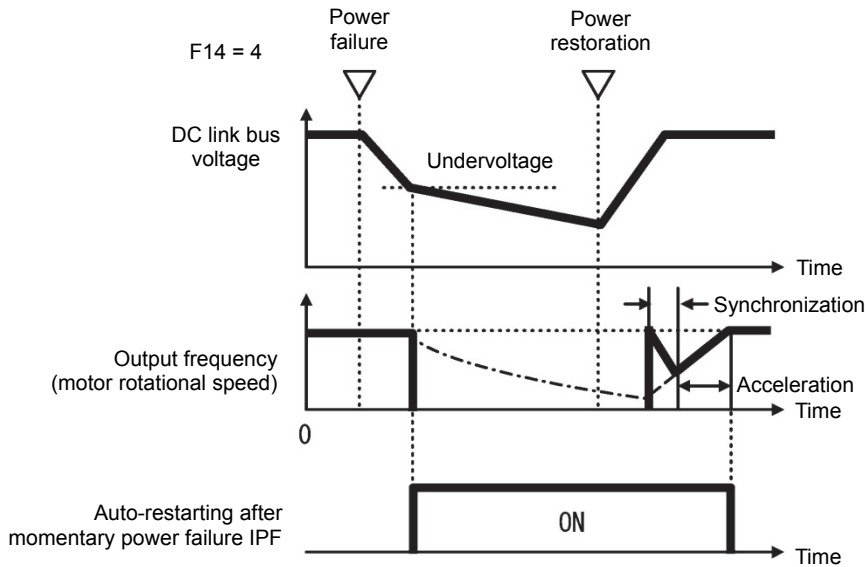 F14 = 4
Power
failure
Power
restoration
DC link bus
voltage
Undervoltage
Time
Synchronization
Output frequency
(motor rotational speed)
Acceleration
Time
0
Auto-restarting after
momentary power failure IPF
ON
Time